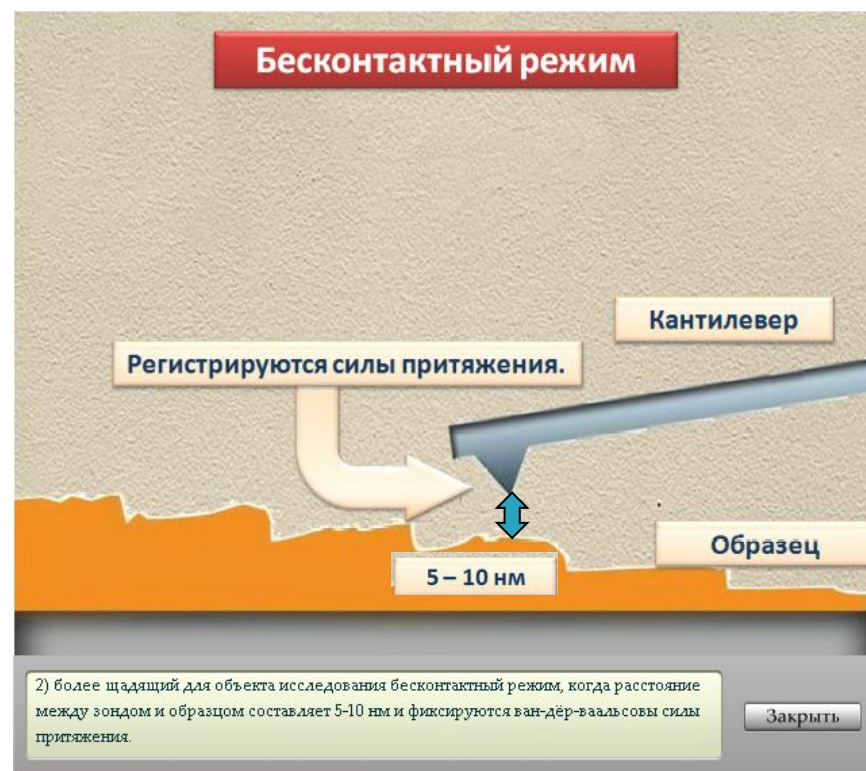 Бесконтактный режим
Кантилевер
Регистрируются силы притяжения.
Образец
5 – 10 нм
2) более щадящий для объекта исследования бесконтактный режим, когда расстояние
между зондом и образцом составляет 5-10 нм и фиксируются ван-дёр-ваальсовы силы
притяжения.
Закрыть